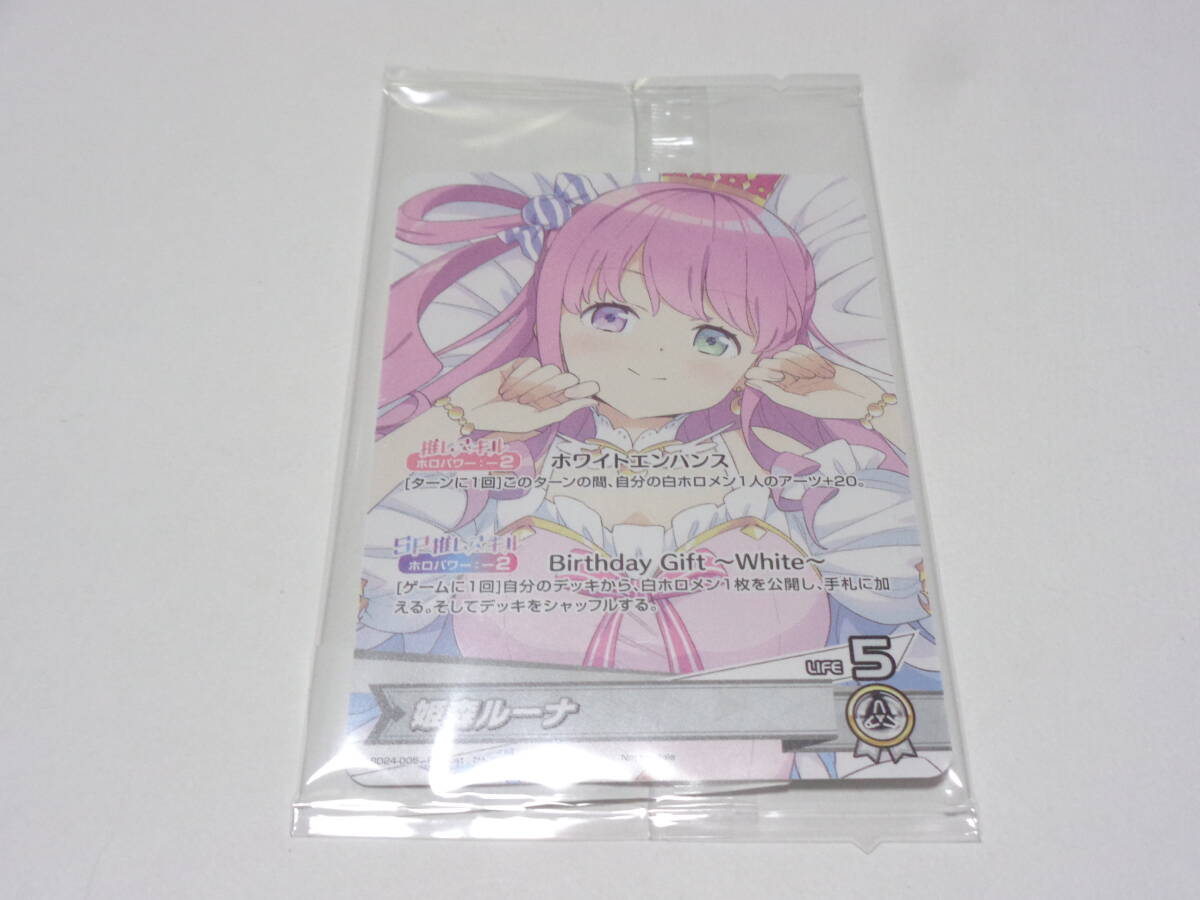 推しスキル
ホロパワー：－2
ホワイトエンハンス
[ターンに1回]このターンの間、自分の白ホロメン1人のアーツ+20。
SP推しスキル
ホロパワー：－2
Birthday Gift ～White～
[ゲームに1回]自分のデッキから、白ホロメン1枚を公開し、手札に加
える。そしてデッキをシャッフルする。
LIFE 5
姫森ルーナ